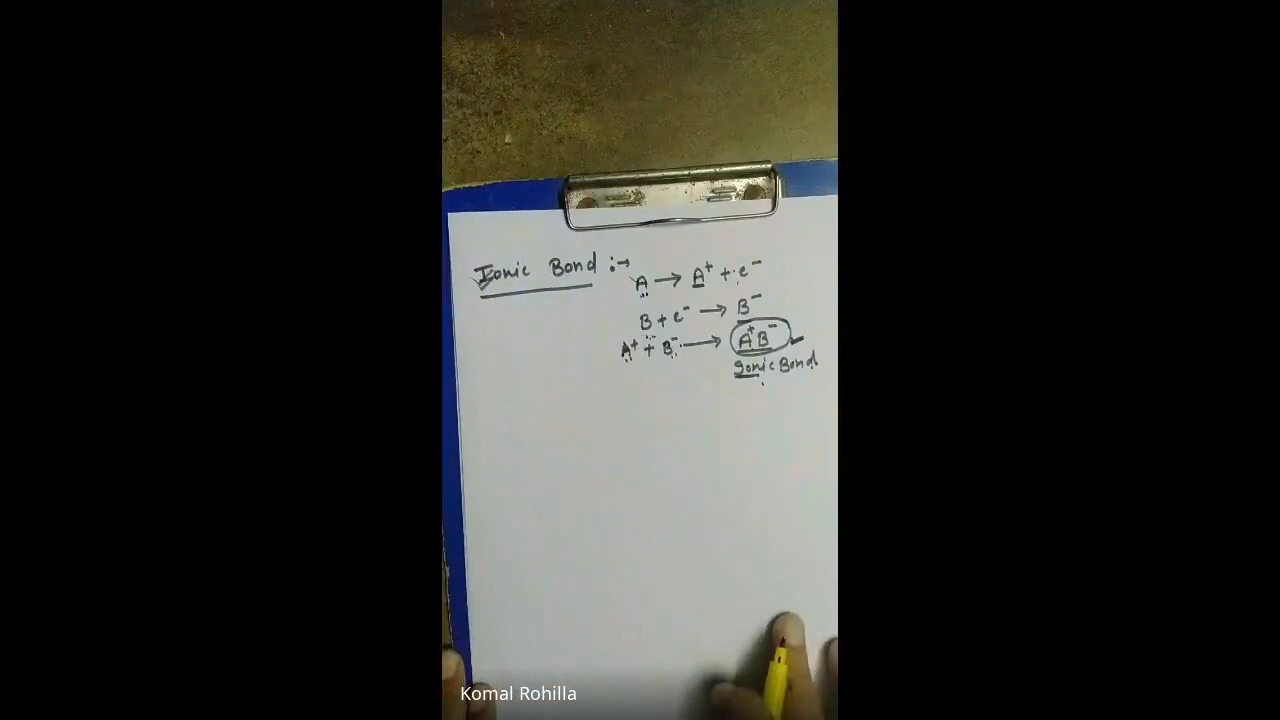 Ionic Bond :→
A → A⁺ + e⁻
B + e⁻ → B⁻
A⁺ + B⁻ → A⁺B⁻
Ionic Bond
Komal Rohilla